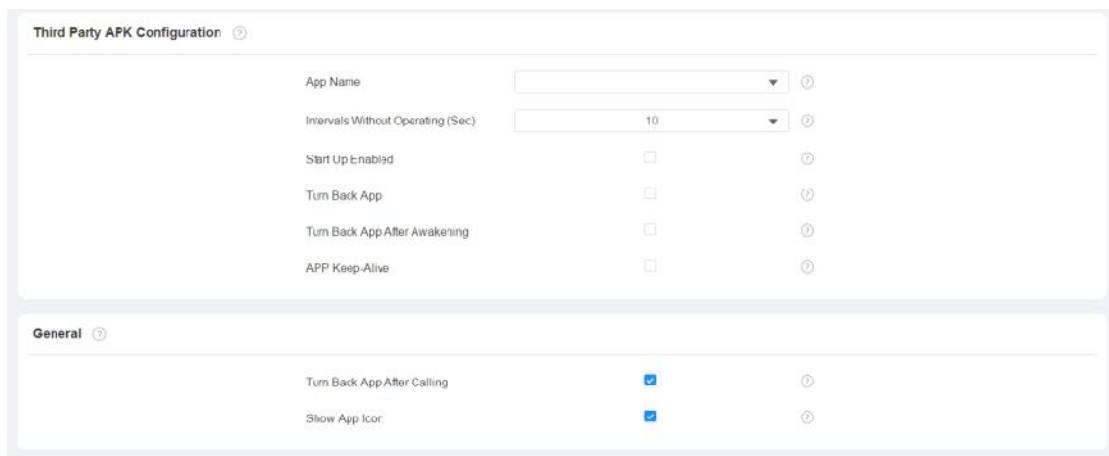 Third Party APK Configuration ?
App Name ?
Intervals Without Operating (Sec) 10 ?
Start Up Enabled ?
Turn Back App ?
Turn Back App After Awakening ?
APP Keep-Alive ?
General ?
Turn Back App After Calling ?
Show App Icon ?